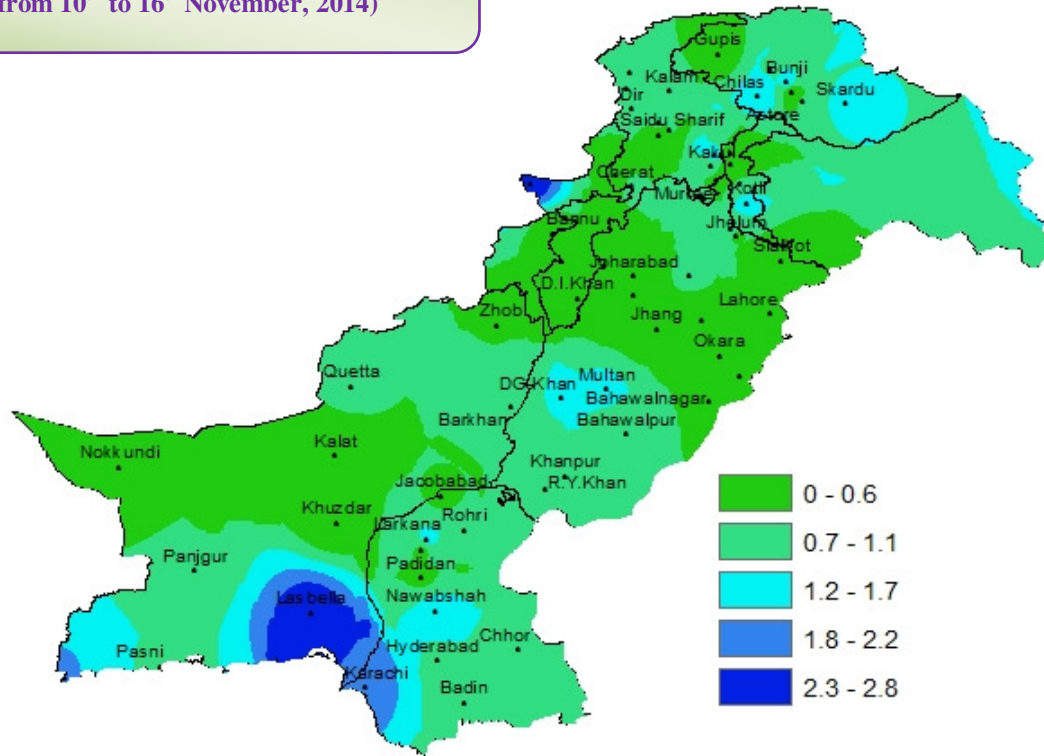 from 10 to 16 November, 2014)
Gupis
Bunji
Kalam
Chilas
Skardu
Dir
Astore
Saidu Sharif
Kakul
Cherat
Kotli
Murree
Bannu
Jhelum
Sialkot
Joharabad
D.I.Khan
Lahore
Zhob
Jhang
Okara
Quetta
Multan
DG Khan
Bahawalnagar
Barkhan
Bahawalpur
Kalat
Nokkundi
Khanpur
Jacobabad
R.Y.Khan
0 - 0.6
Khuzdar
Rohri
Larkana
0.7 - 1.1
Panjgur
Padidan
1.2 - 1.7
Lasbella
Nawabshah
Chhor
1.8 - 2.2
Pasni
Hyderabad
Karachi
Badin
2.3 - 2.8